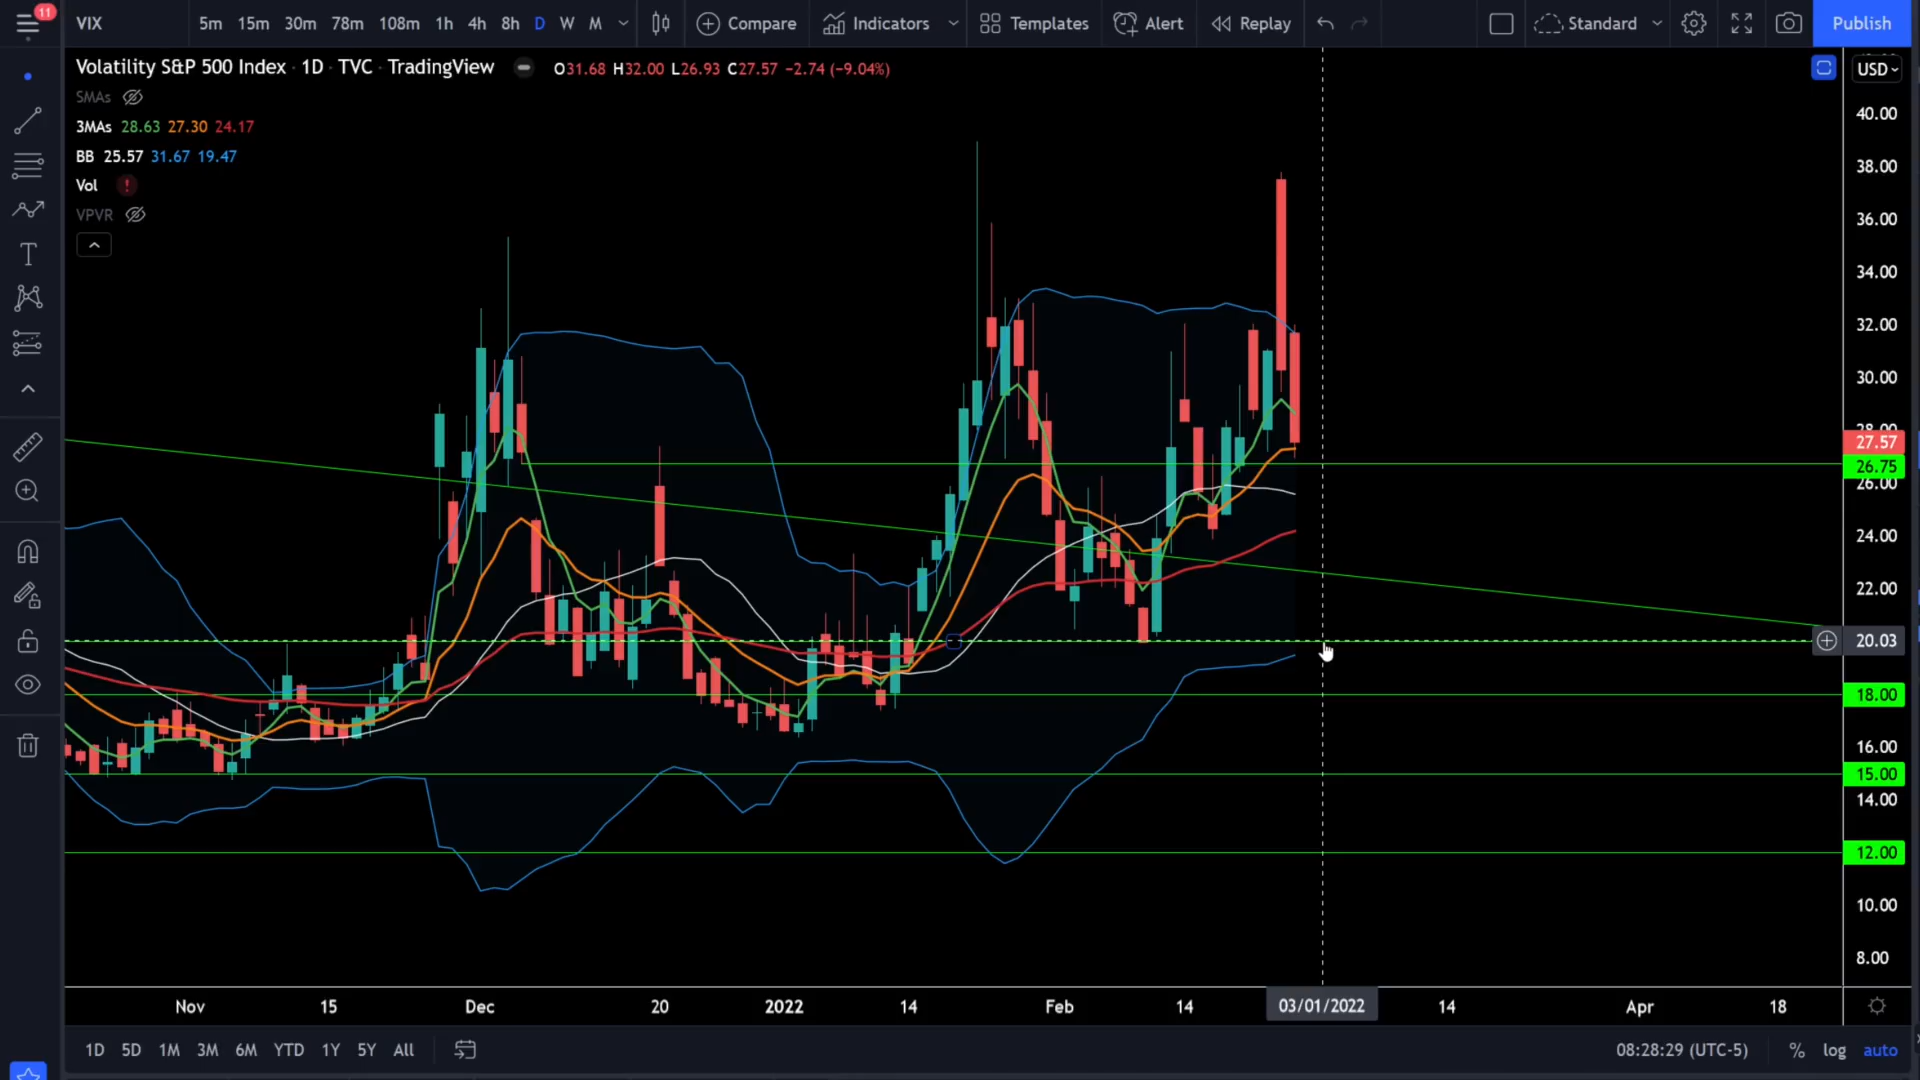 11
VIX 5m 15m 30m 78m 108m 1h 4h 8h D W M Compare Indicators Templates Alert Replay Standard Publish
Volatility S&P 500 Index · 1D · TVC · TradingView O31.68 H32.00 L26.93 C27.57 −2.74 (−9.04%)
USD
SMAs
3MAs 28.63 27.30 24.17
BB 25.57 31.67 19.47
Vol !
VPVR
40.00
38.00
36.00
34.00
32.00
30.00
28.00
27.57
26.75
26.00
24.00
22.00
20.03
18.00
16.00
15.00
14.00
12.00
10.00
8.00
Nov 15 Dec 20 2022 14 Feb 14 03/01/2022 14 Apr 18
1D 5D 1M 3M 6M YTD 1Y 5Y All 08:28:29 (UTC-5) % log auto